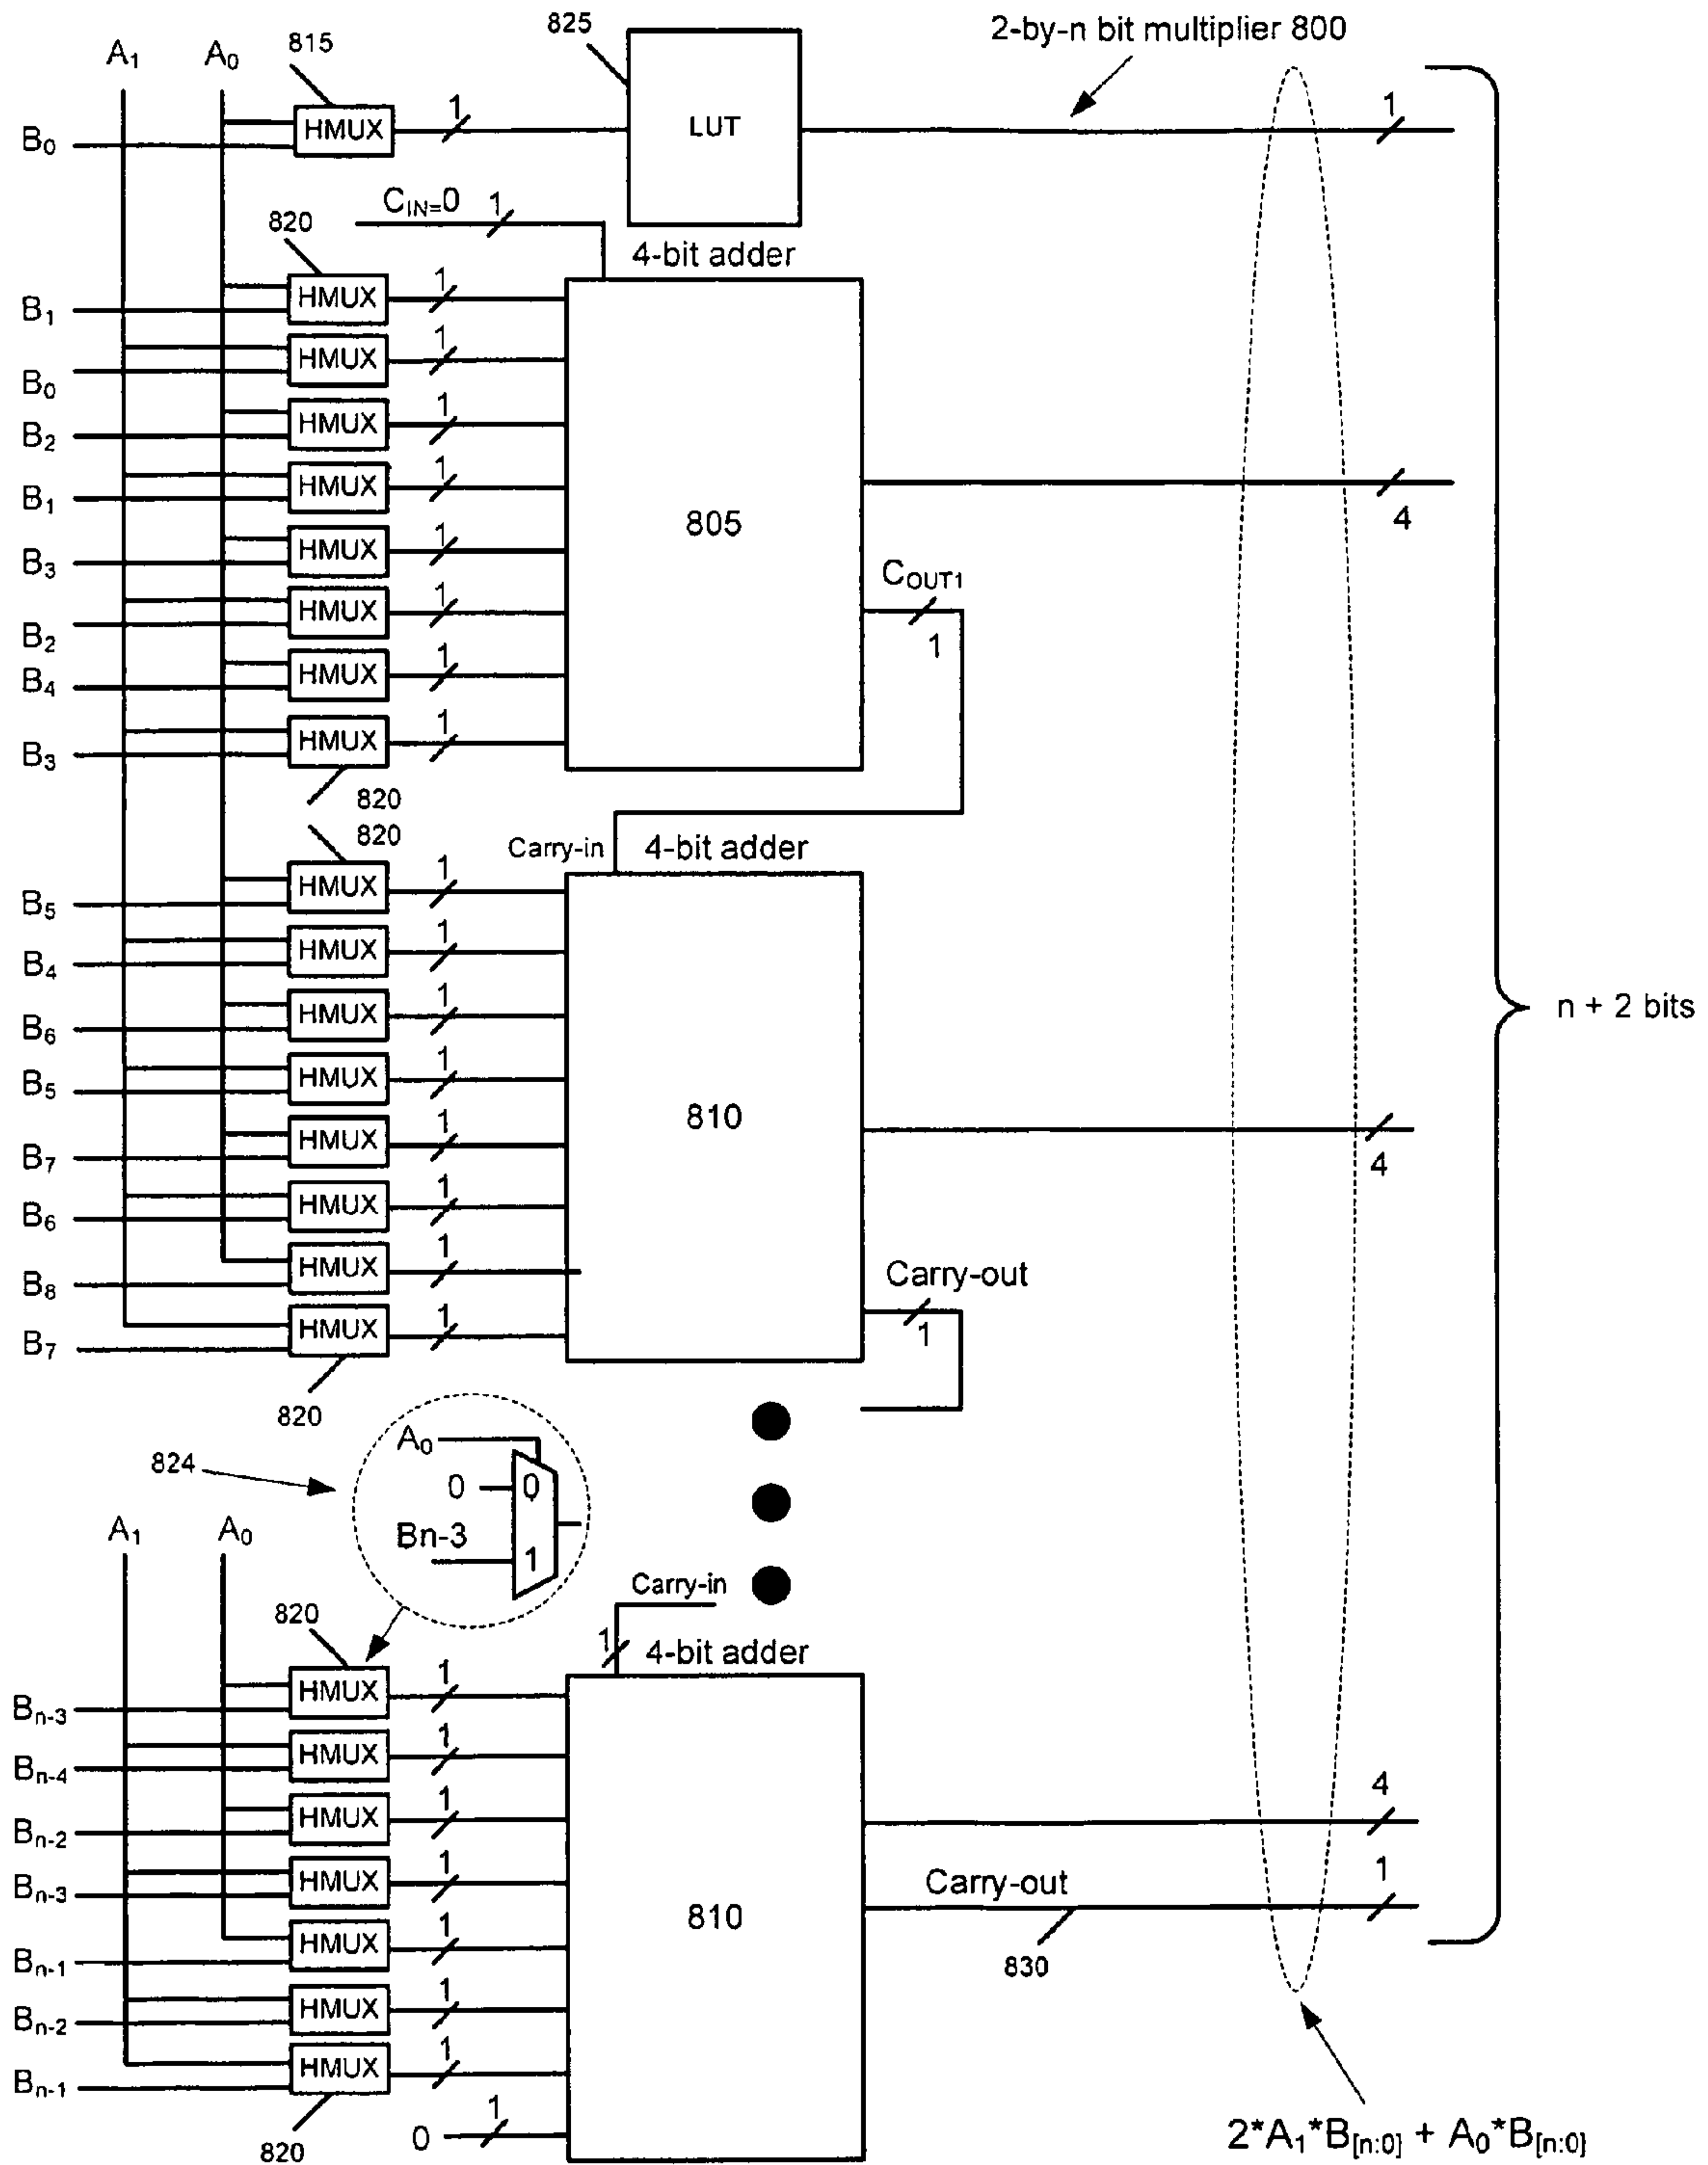 2-by-n bit multiplier 800
825
815
A₁ A₀
1
B₀ HMUX LUT 1
C_IN=0 1
820
4-bit adder
B₁ HMUX 1
B₀ HMUX 1
B₂ HMUX 1
B₁ HMUX 1
805
4
B₃ HMUX 1
C_OUT1
B₂ HMUX 1
1
B₄ HMUX 1
B₃ HMUX 1
820
820
Carry-in 4-bit adder
B₅ HMUX 1
B₄ HMUX 1
B₆ HMUX 1
n + 2 bits
B₅ HMUX 1
810
B₇ HMUX 1
4
B₆ HMUX 1
B₈ HMUX 1
Carry-out
1
B₇ HMUX 1
820
824
A₀
0 0
Bn-3 1
A₁ A₀
Carry-in
820
1 4-bit adder
Bₙ₋₃ HMUX 1
Bₙ₋₄ HMUX 1
4
Bₙ₋₂ HMUX 1
1
Bₙ₋₃ HMUX 1
Carry-out
810
Bₙ₋₁ HMUX 1
830
Bₙ₋₂ HMUX 1
Bₙ₋₁ HMUX 1
0 1
820
2*A₁*B[n:0] + A₀*B[n:0]